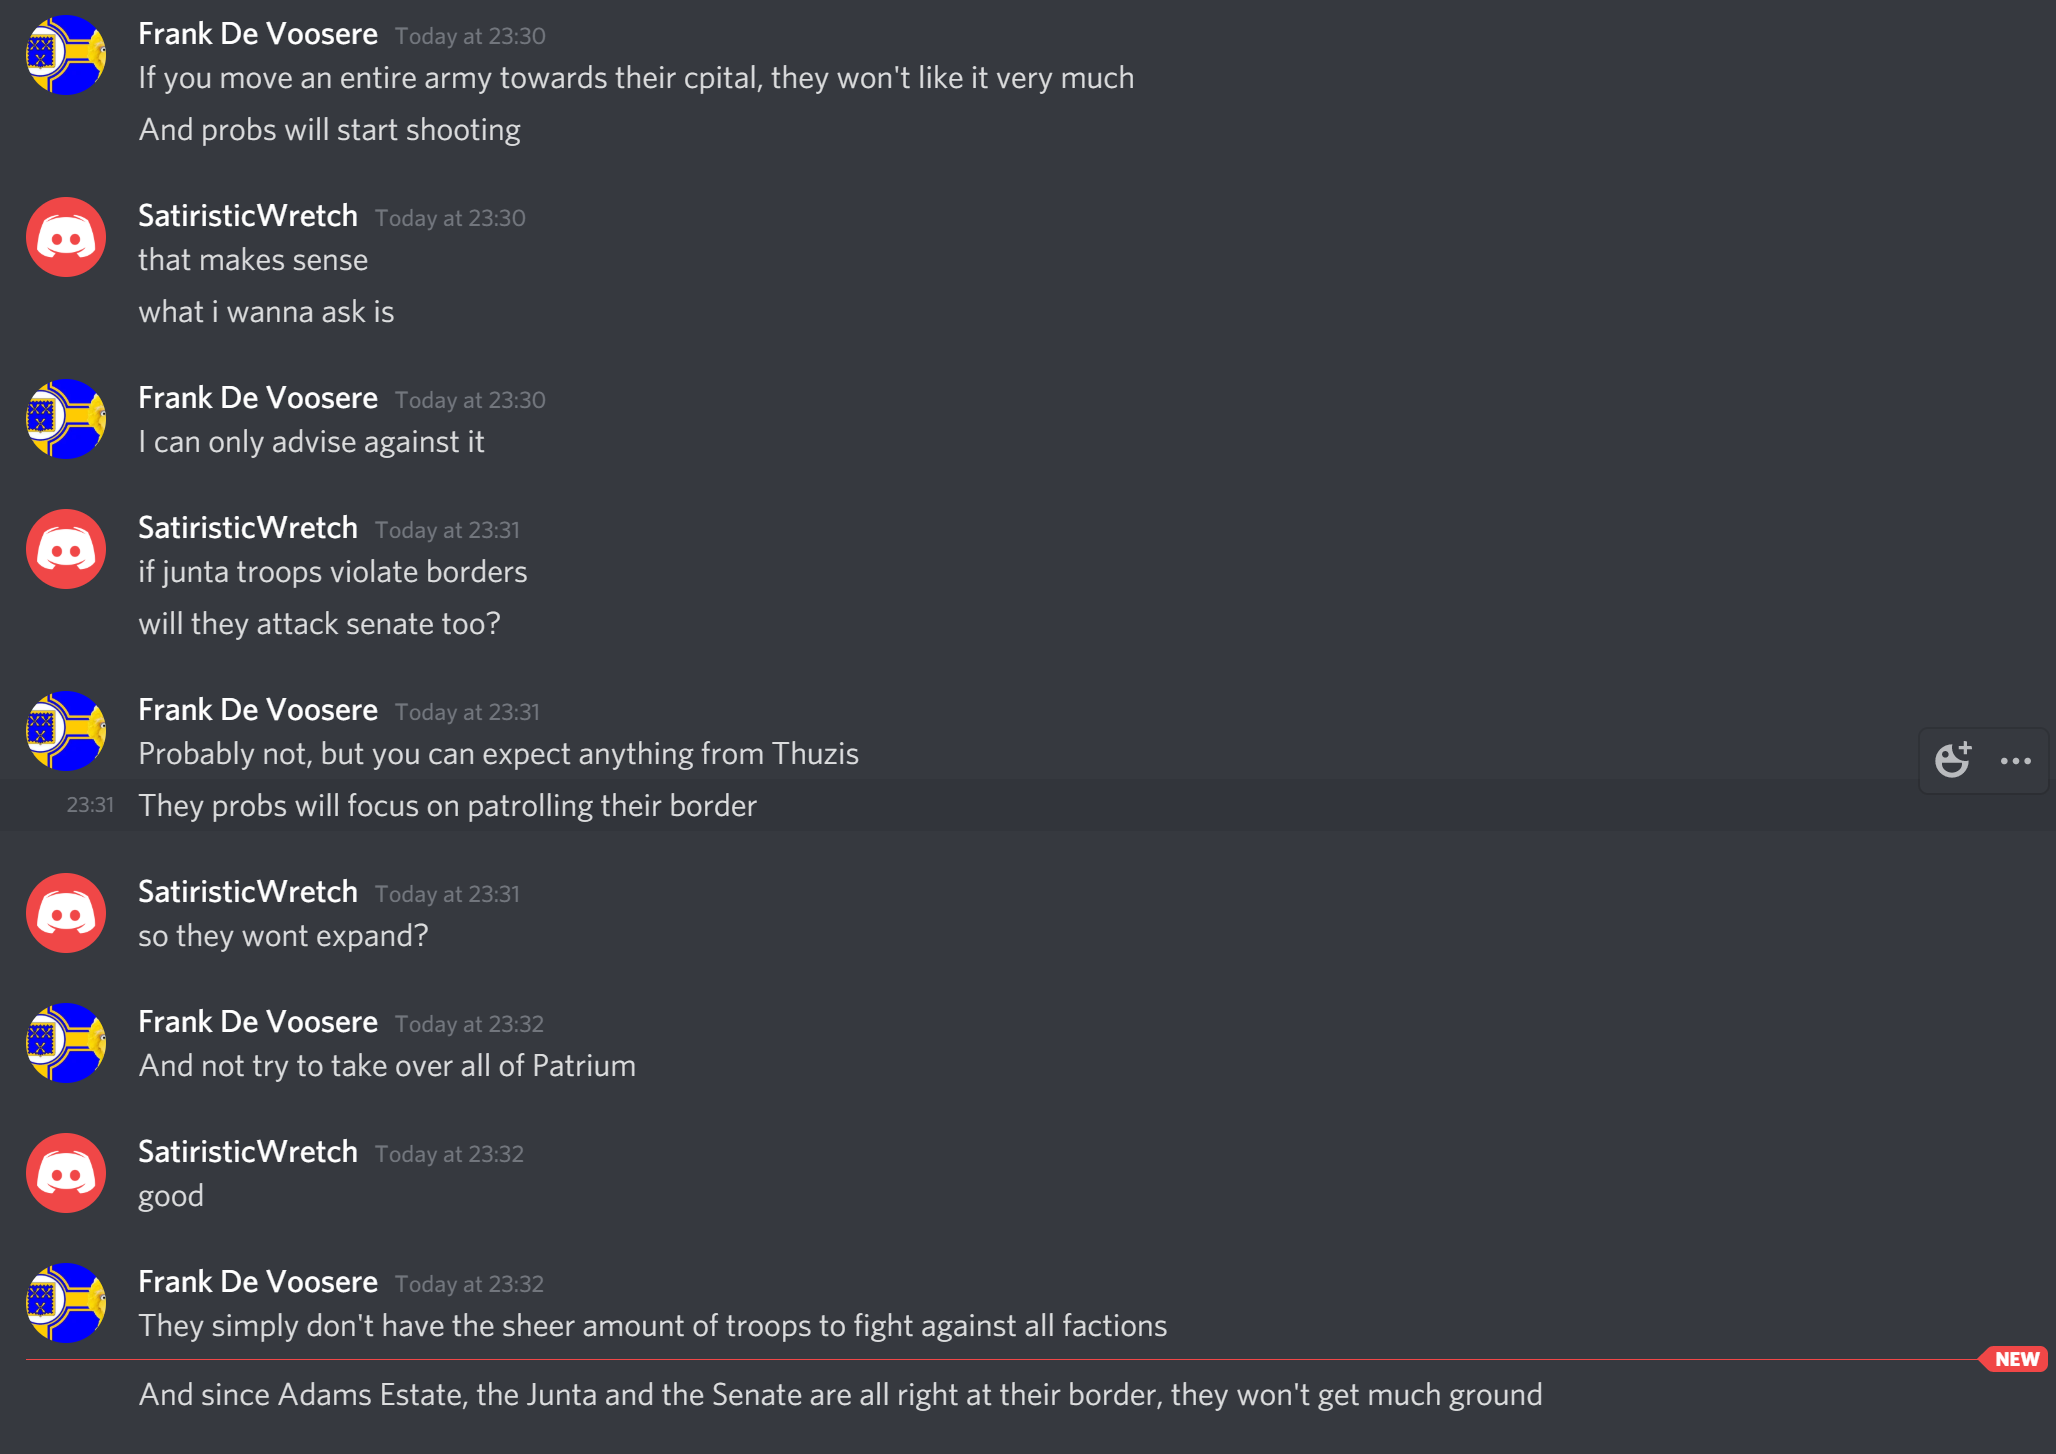 Frank De Voosere Today at 23:30
If you move an entire army towards their cpital, they won't like it very much
And probs will start shooting
SatiristicWretch Today at 23:30
that makes sense
what i wanna ask is
Frank De Voosere Today at 23:30
I can only advise against it
SatiristicWretch Today at 23:31
if junta troops violate borders
will they attack senate too?
Frank De Voosere Today at 23:31
Probably not, but you can expect anything from Thuzis
23:31 They probs will focus on patrolling their border
SatiristicWretch Today at 23:31
so they wont expand?
Frank De Voosere Today at 23:32
And not try to take over all of Patrium
SatiristicWretch Today at 23:32
good
Frank De Voosere Today at 23:32
They simply don't have the sheer amount of troops to fight against all factions
NEW
And since Adams Estate, the Junta and the Senate are all right at their border, they won't get much ground